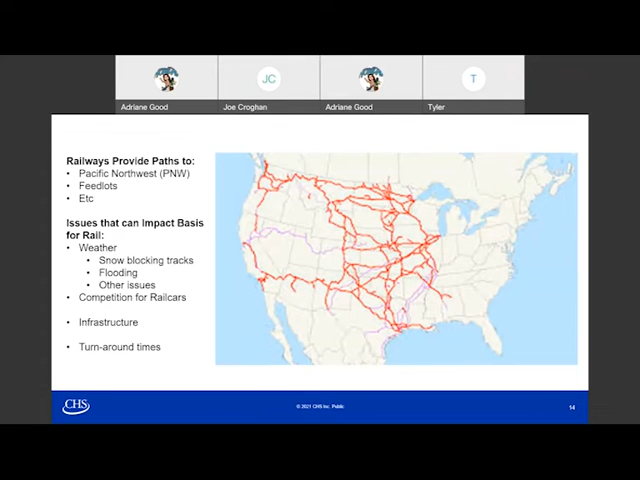 JC
T
Adriane Good
Joe Croghan
Adriane Good
Tyler
Railways Provide Paths to:
• Pacific Northwest (PNW)
• Feedlots
• Etc
Issues that can Impact Basis
for Rail:
• Weather
• Snow blocking tracks
• Flooding
• Other issues
• Competition for Railcars
• Infrastructure
• Turn-around times
CHS
© 2021 CHS Inc. Public
14